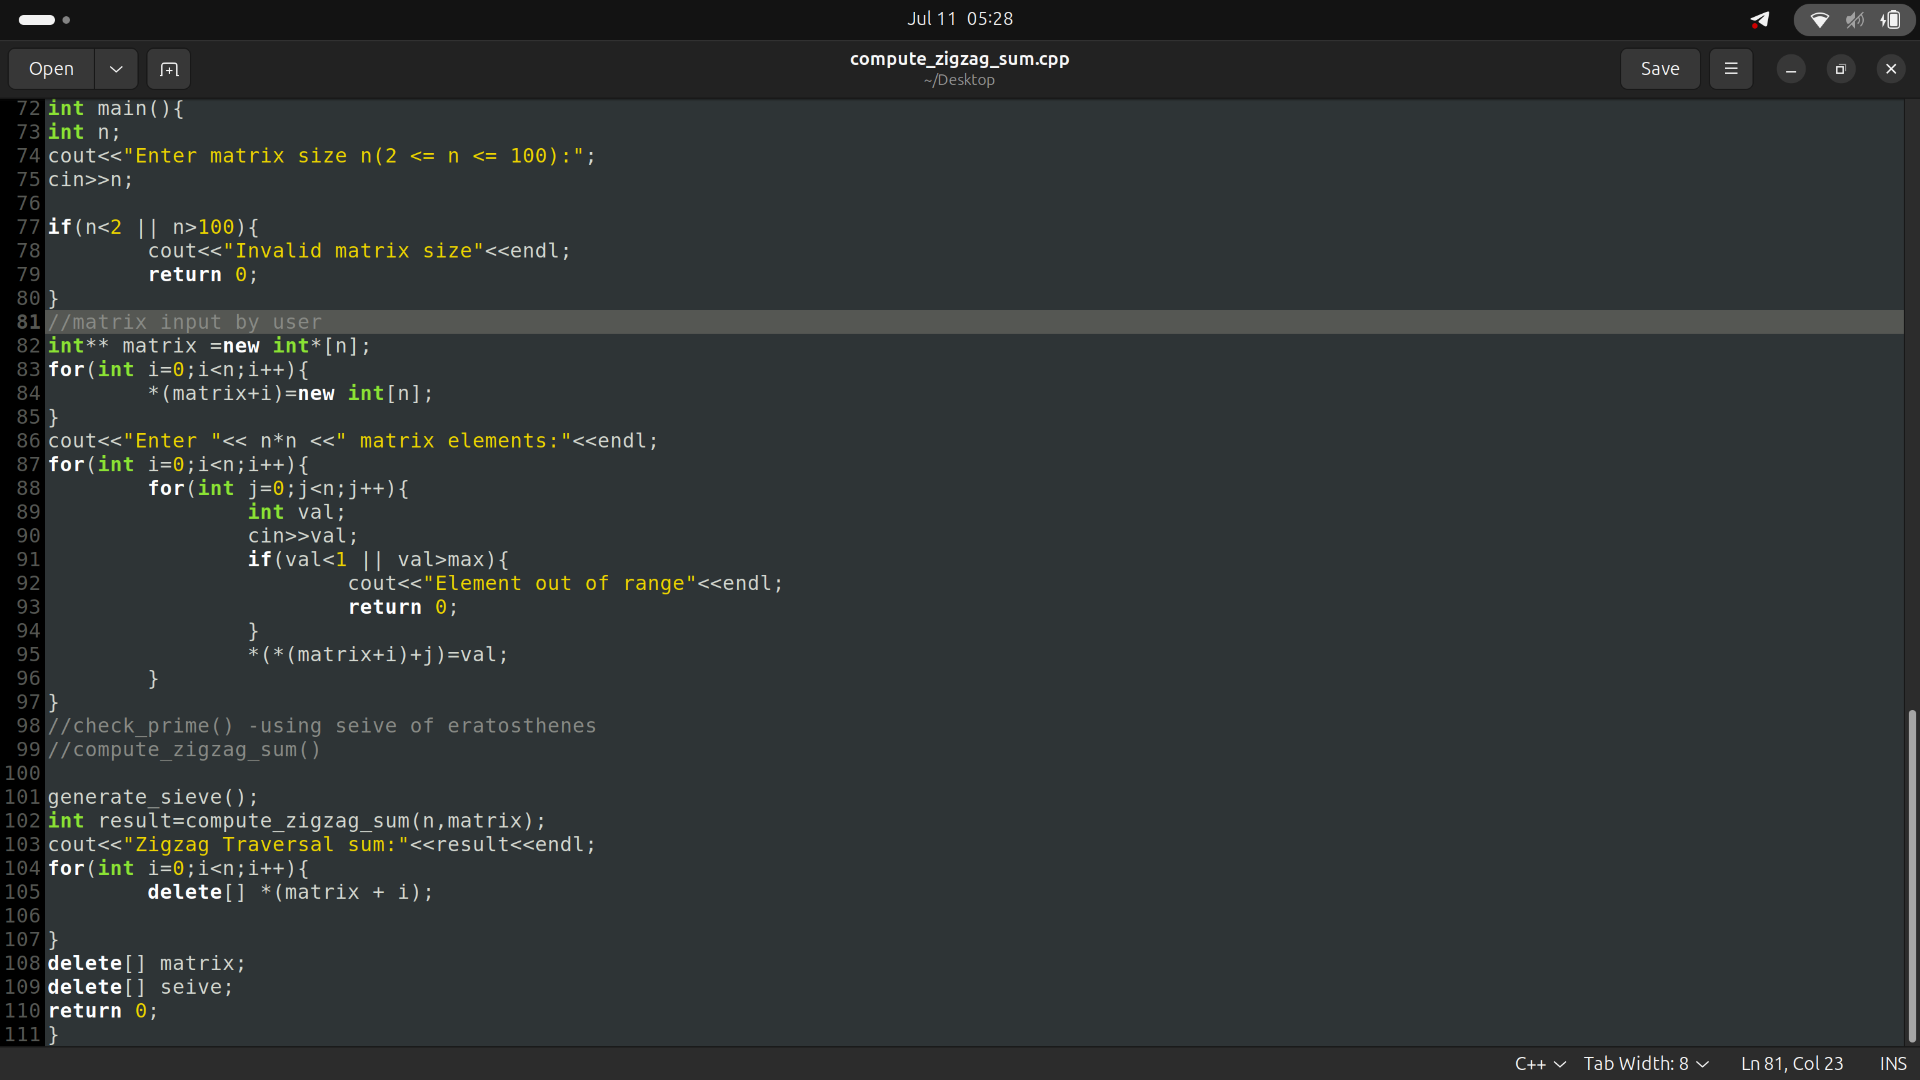 Jul 11 05:28
Open
compute_zigzag_sum.cpp
~/Desktop
Save
72 int main(){
73 int n;
74 cout<<"Enter matrix size n(2 <= n <= 100):";
75 cin>>n;
76
77 if(n<2 || n>100){
78         cout<<"Invalid matrix size"<<endl;
79         return 0;
80 }
81 //matrix input by user
82 int** matrix =new int*[n];
83 for(int i=0;i<n;i++){
84         *(matrix+i)=new int[n];
85 }
86 cout<<"Enter "<< n*n <<" matrix elements:"<<endl;
87 for(int i=0;i<n;i++){
88         for(int j=0;j<n;j++){
89                 int val;
90                 cin>>val;
91                 if(val<1 || val>max){
92                         cout<<"Element out of range"<<endl;
93                         return 0;
94                 }
95                 *(*(matrix+i)+j)=val;
96         }
97 }
98 //check_prime() -using seive of eratosthenes
99 //compute_zigzag_sum()
100
101 generate_sieve();
102 int result=compute_zigzag_sum(n,matrix);
103 cout<<"Zigzag Traversal sum:"<<result<<endl;
104 for(int i=0;i<n;i++){
105         delete[] *(matrix + i);
106
107 }
108 delete[] matrix;
109 delete[] seive;
110 return 0;
111 }
C++ Tab Width: 8 Ln 81, Col 23 INS